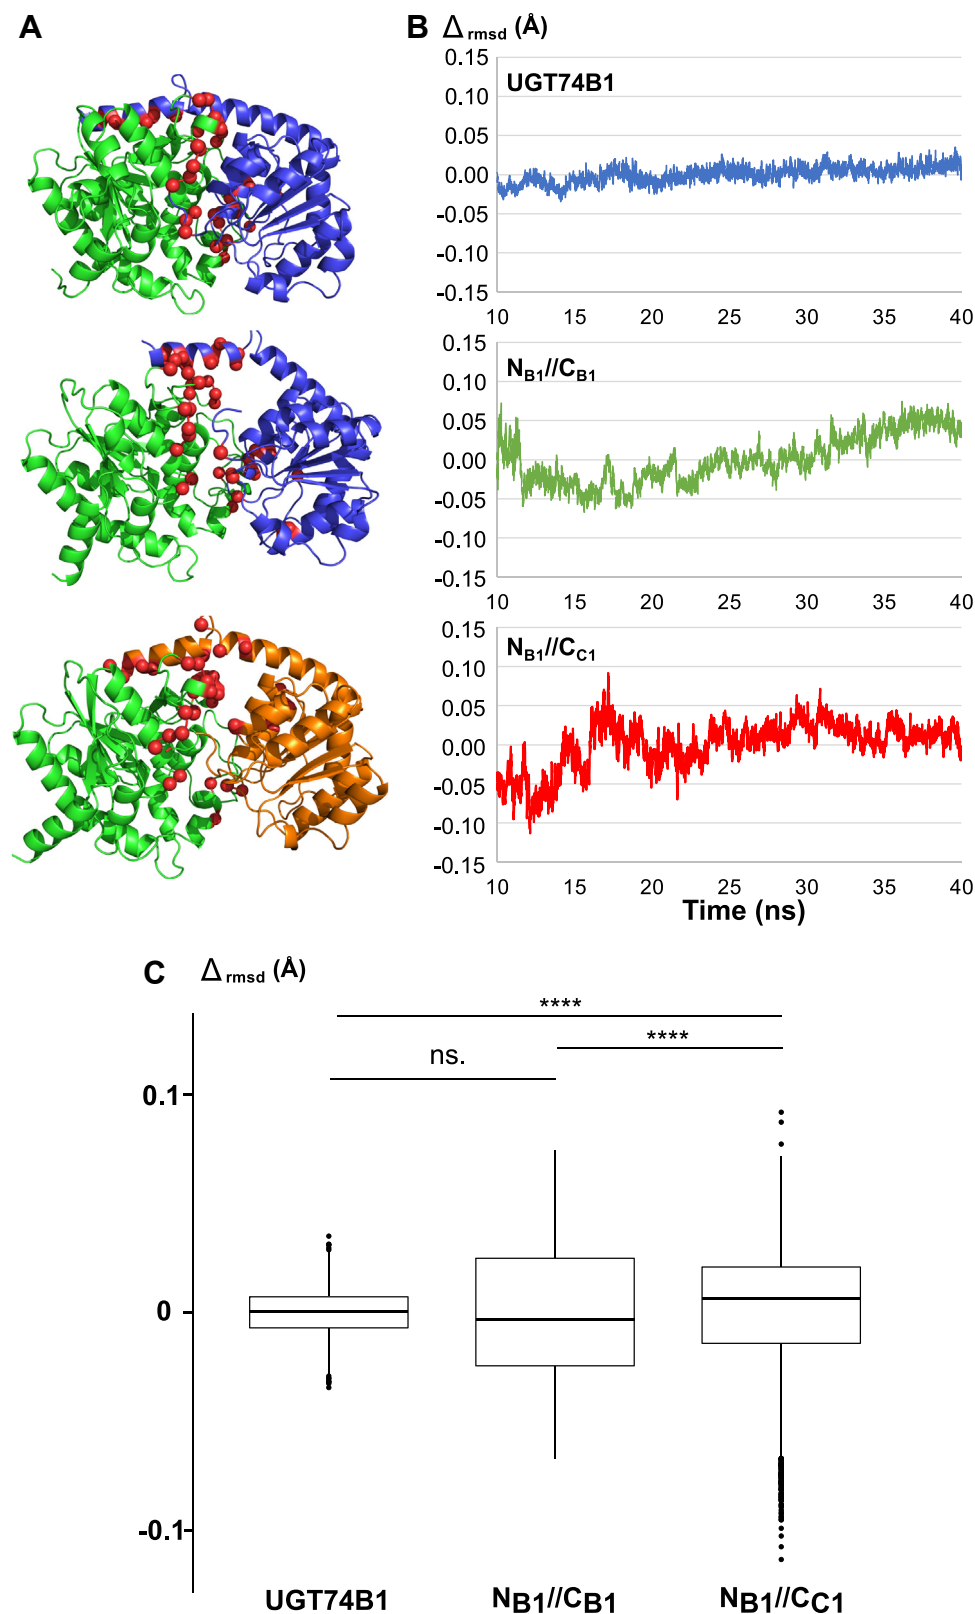 A
B Δ rmsd (Å)
0.15
0.10
0.05
0.00
-0.05
-0.10
-0.15
UGT74B1
10 15 20 25 30 35 40
0.15
0.10
0.05
0.00
-0.05
-0.10
-0.15
NB1//CB1
10 15 20 25 30 35 40
0.15
0.10
0.05
0.00
-0.05
-0.10
-0.15
NB1//CC1
10 15 20 25 30 35 40
Time (ns)
C Δ rmsd (Å)
****
****
ns.
0.1
0
-0.1
UGT74B1 NB1//CB1 NB1//CC1